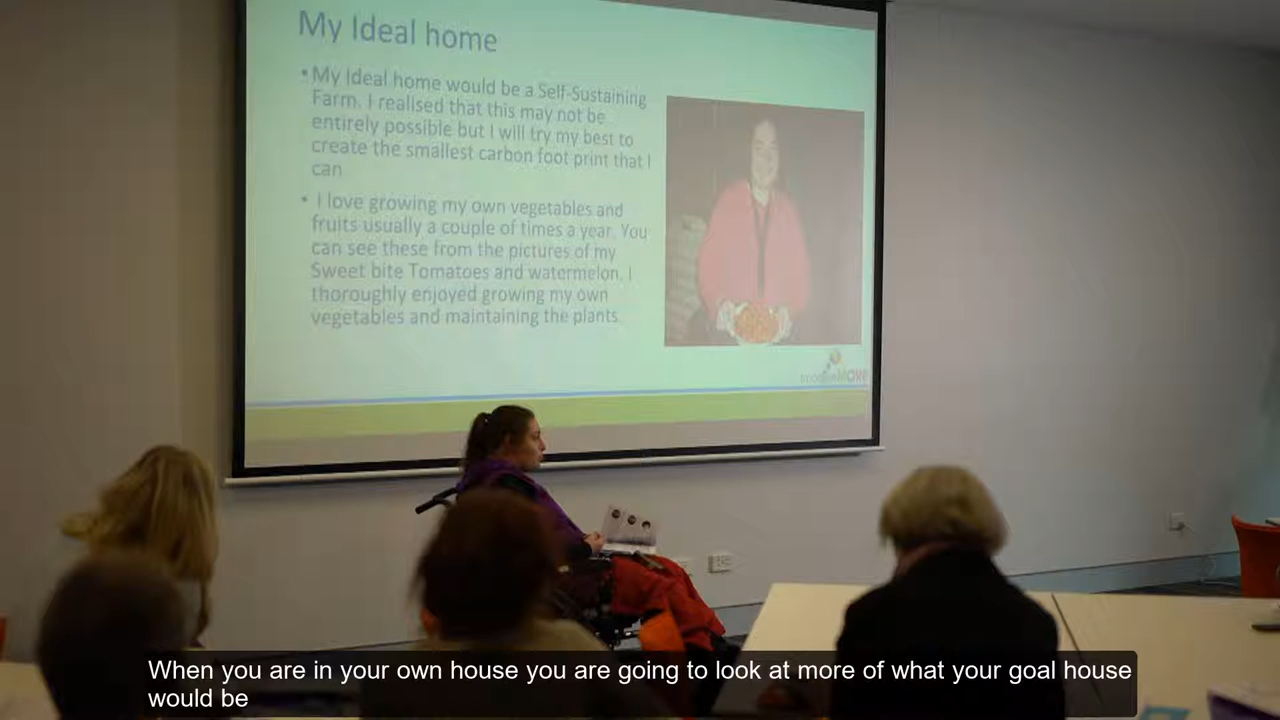 My Ideal home
•My Ideal home would be a Self-Sustaining
Farm. I realised that this may not be
entirely possible but I will try my best to
create the smallest carbon foot print that I
can
• I love growing my own vegetables and
fruits usually a couple of times a year. You
can see these from the pictures of my
Sweet bite Tomatoes and watermelon. I
thoroughly enjoyed growing my own
vegetables and maintaining the plants
When you are in your own house you are going to look at more of what your goal house
would be